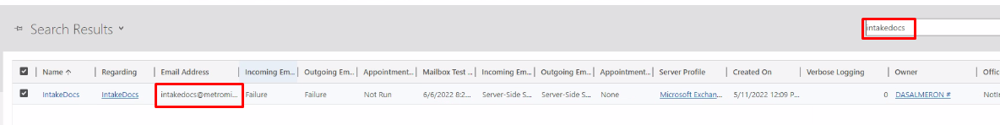 Search Results
intakedocs
Name Regarding Email Address Incoming Em... Outgoing Em... Appointment... Mailbox Test ... Incoming Em... Outgoing Em... Appointment... Server Profile Created On Verbose Logging Owner Offic
IntakeDocs IntakeDocs intakedocs@metromi... Failure Failure Not Run 6/6/2022 8:2... Server-Side S... Server-Side S... None Microsoft Exchan... 5/11/2022 12:09 P... 0 DASALMERON # NotIn